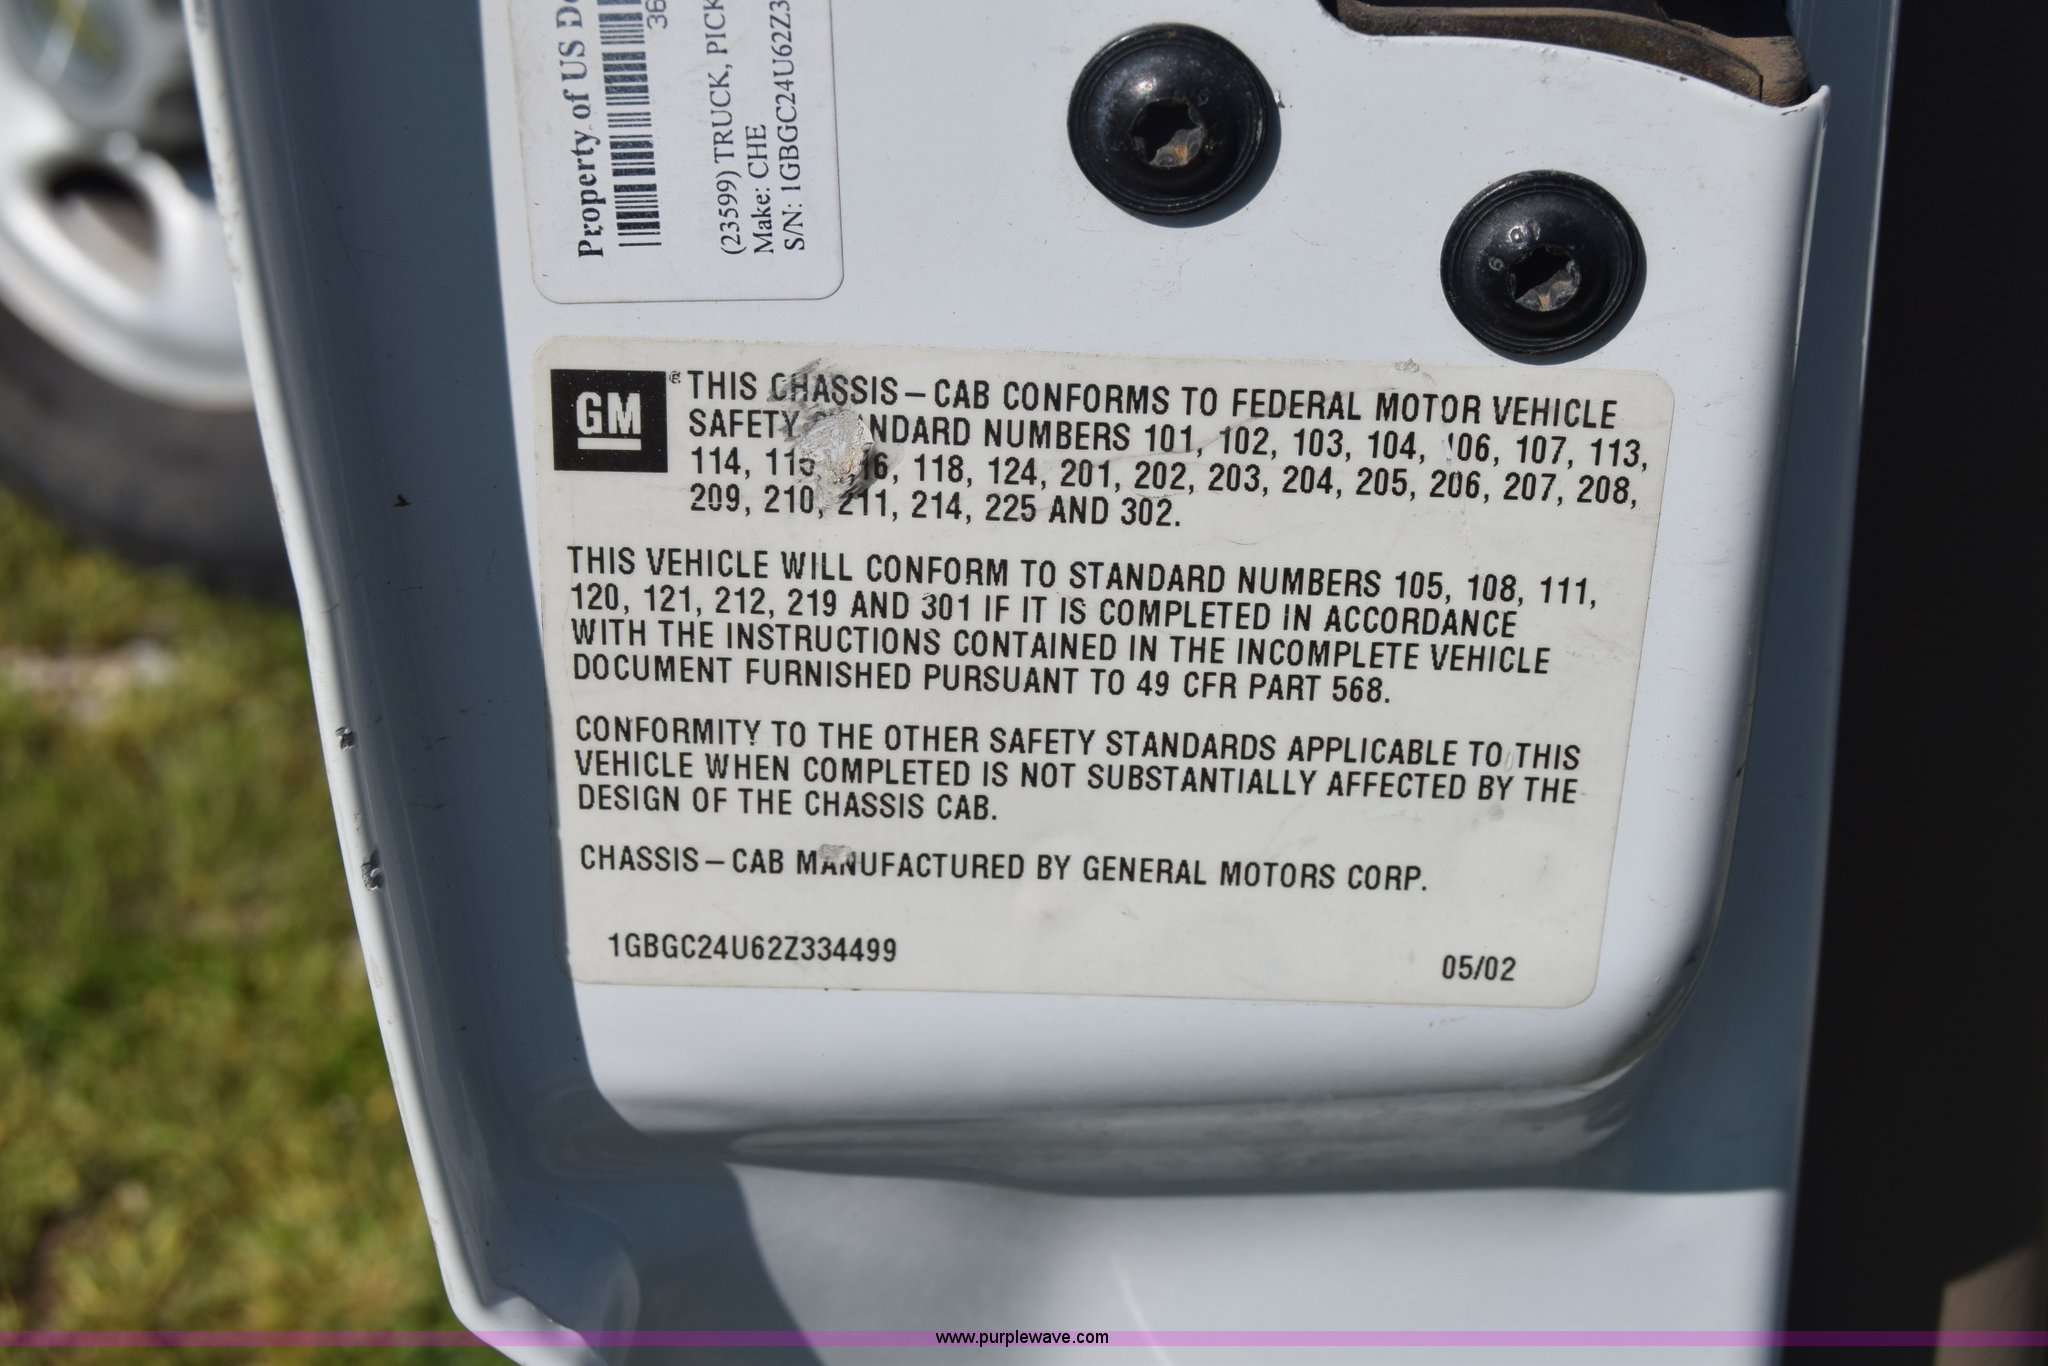 Property of US
36
(23599) TRUCK, PICK
Make: CHE
S/N: 1GBGC24U62Z3
GM
THIS CHASSIS-CAB CONFORMS TO FEDERAL MOTOR VEHICLE
SAFETY STANDARD NUMBERS 101, 102, 103, 104, 106, 107, 113,
114, 115, 116, 118, 124, 201, 202, 203, 204, 205, 206, 207, 208,
209, 210, 211, 214, 225 AND 302.
THIS VEHICLE WILL CONFORM TO STANDARD NUMBERS 105, 108, 111,
120, 121, 212, 219 AND 301 IF IT IS COMPLETED IN ACCORDANCE
WITH THE INSTRUCTIONS CONTAINED IN THE INCOMPLETE VEHICLE
DOCUMENT FURNISHED PURSUANT TO 49 CFR PART 568.
CONFORMITY TO THE OTHER SAFETY STANDARDS APPLICABLE TO THIS
VEHICLE WHEN COMPLETED IS NOT SUBSTANTIALLY AFFECTED BY THE
DESIGN OF THE CHASSIS CAB.
CHASSIS-CAB MANUFACTURED BY GENERAL MOTORS CORP.
1GBGC24U62Z334499 05/02
www.purplewave.com